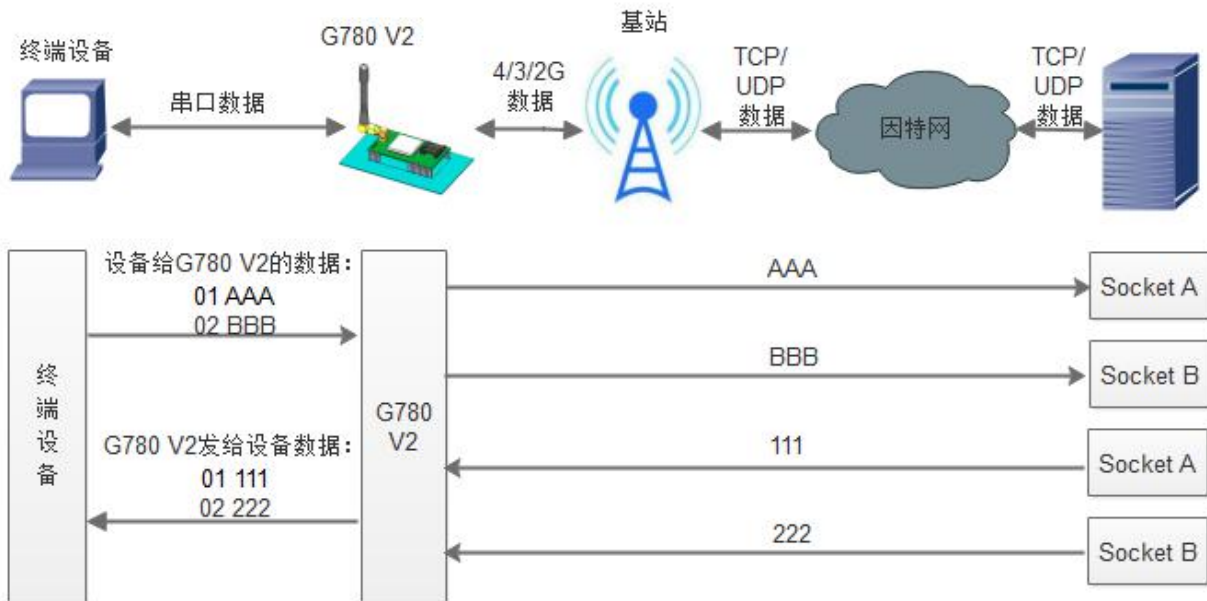 终端设备
G780 V2
基站
串口数据
4/3/2G
数据
TCP/
UDP
数据
因特网
TCP/
UDP
数据
设备给G780 V2的数据：
01 AAA
02 BBB
终
端
设
备
G780 V2发给设备数据：
01 111
02 222
G780
V2
AAA
Socket A
BBB
Socket B
111
Socket A
222
Socket B